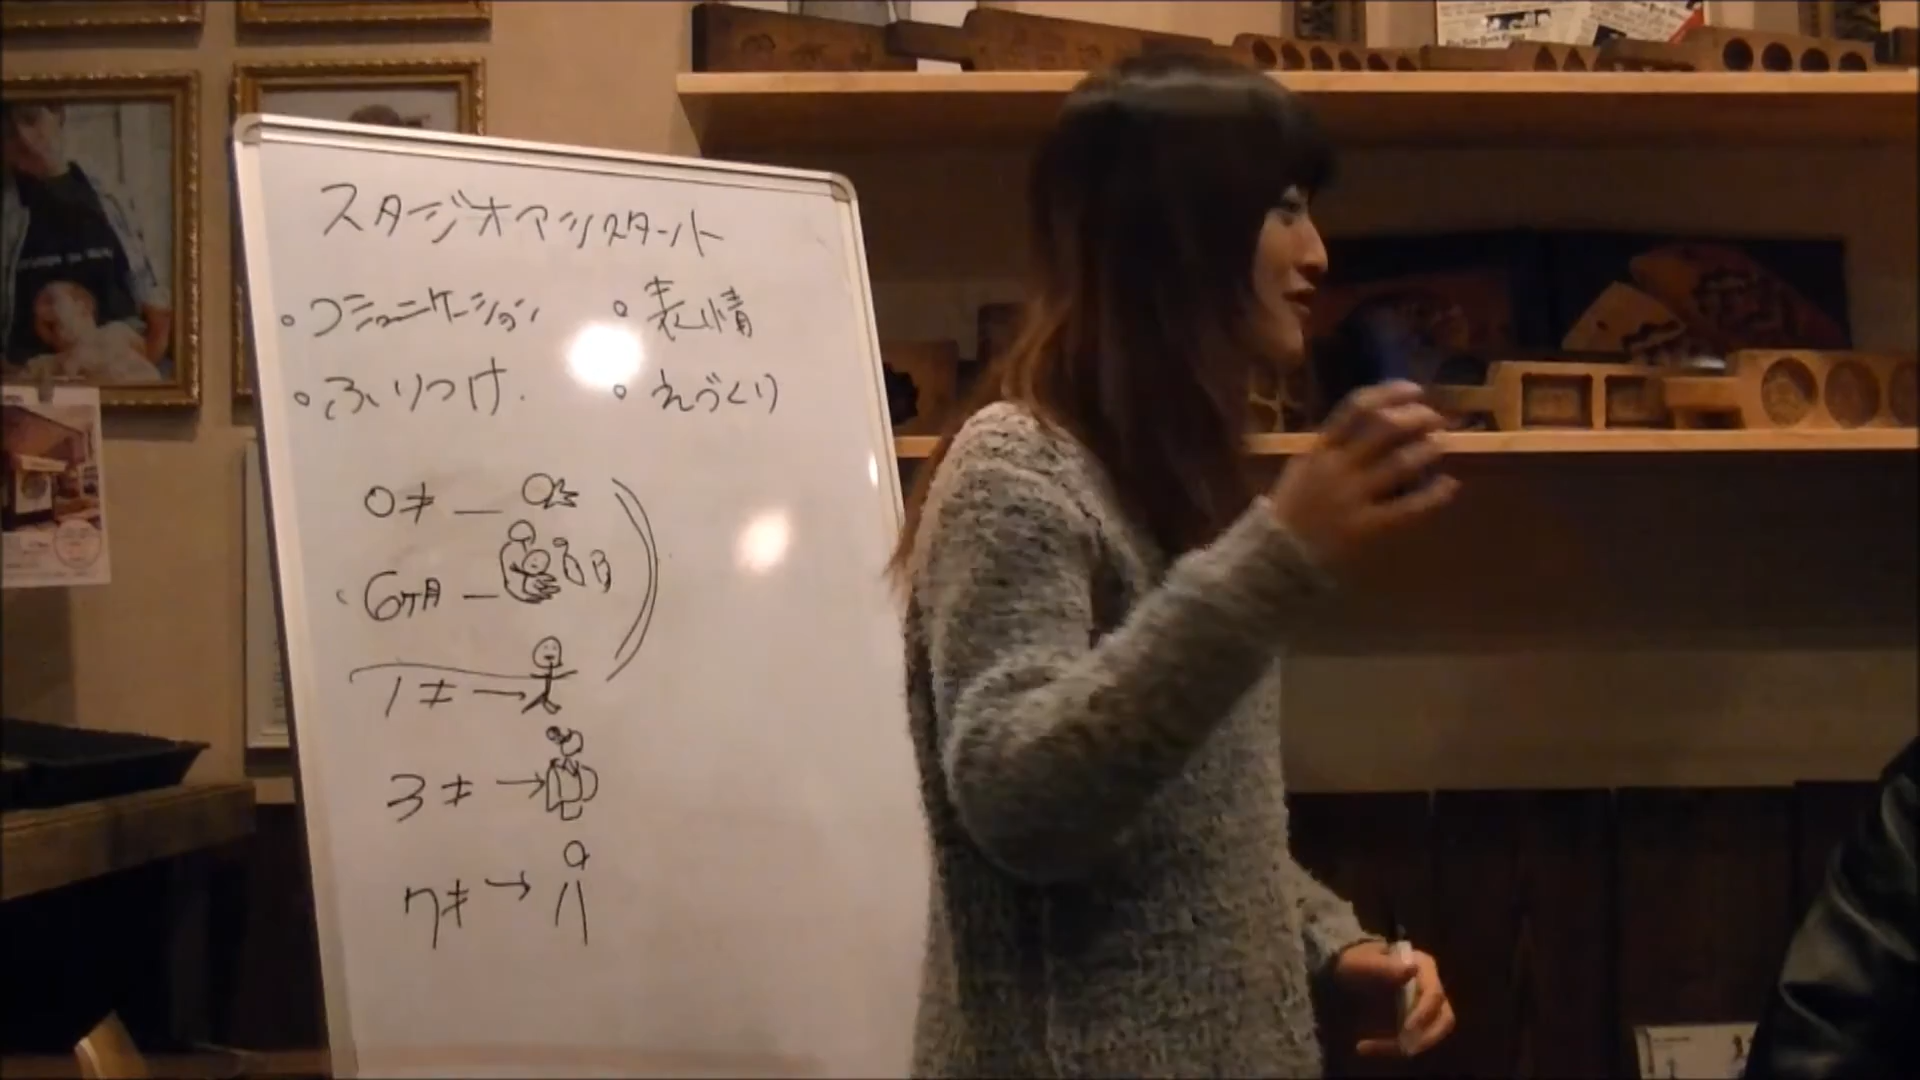 スタジオアシスタント
・コミュニケーション ・表情
・ふりつけ. ・えづくり
0才
6ヶ月
1才 →
3才 →
7才 →